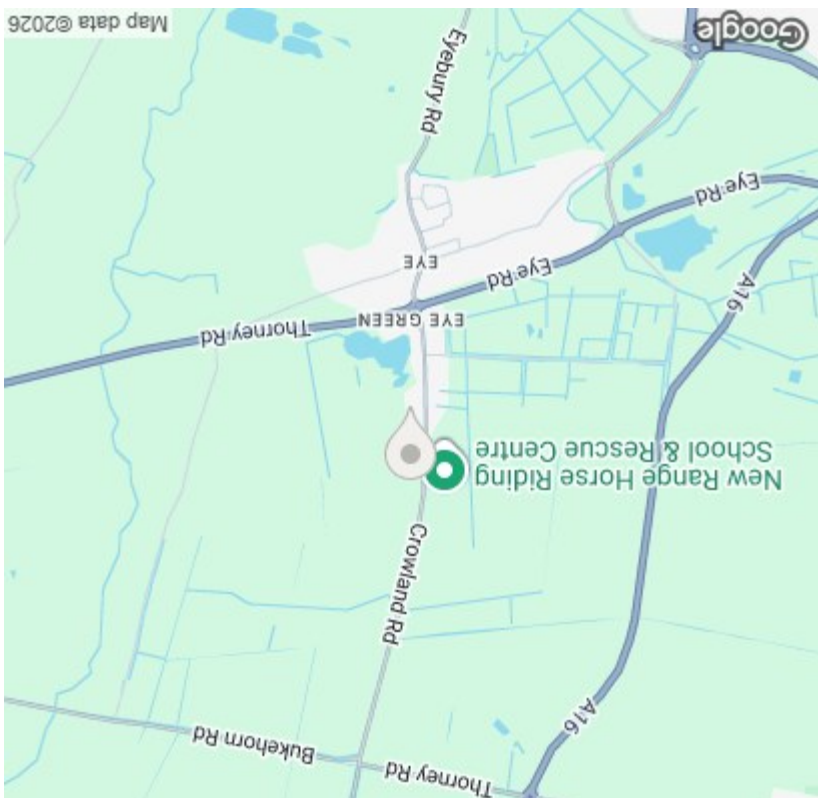 Thorney Rd
Bukehorn Rd
A16
Crowland Rd
New Range Horse Riding
School & Rescue Centre
Thorney Rd
EYE GREEN
A16
Eye Rd
EYE
Eye Rd
Eyebury Rd
Google
Map data ©2026